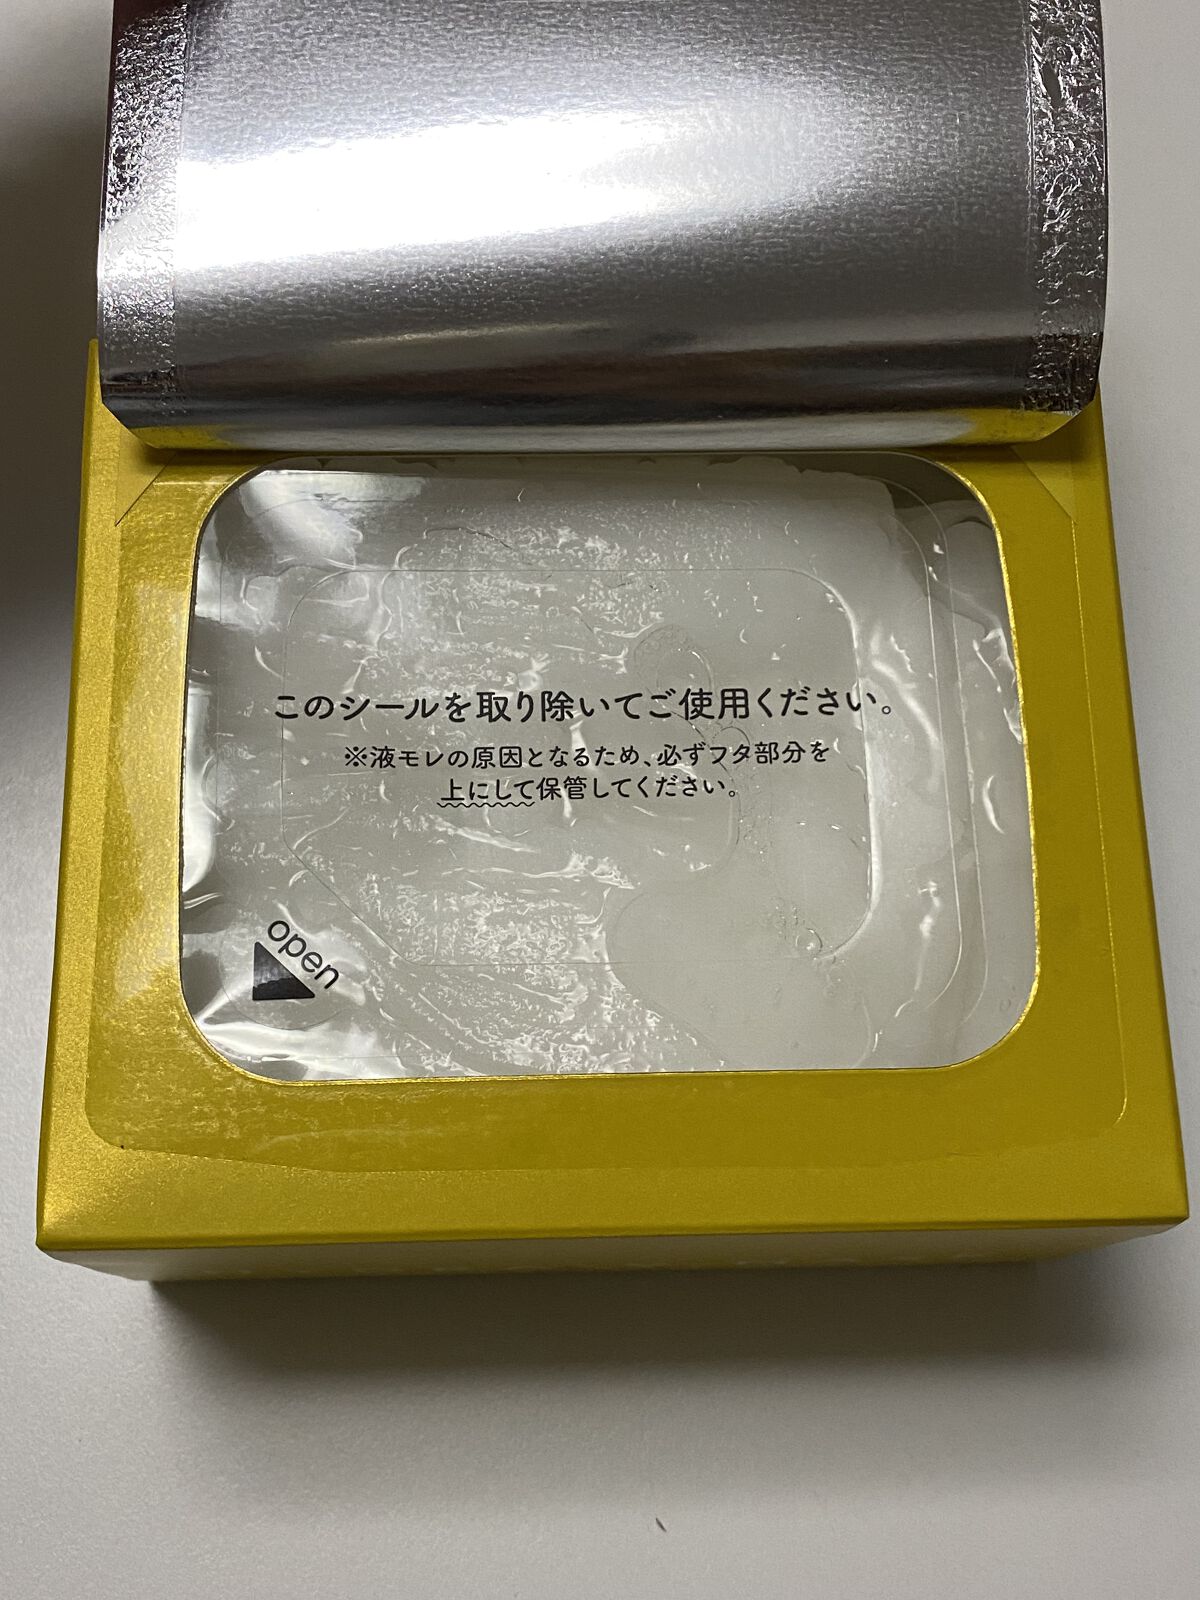 このシールを取り除いてご使用ください。
※液モレの原因となるため、必ずフタ部分を
上にして保管してください。
open